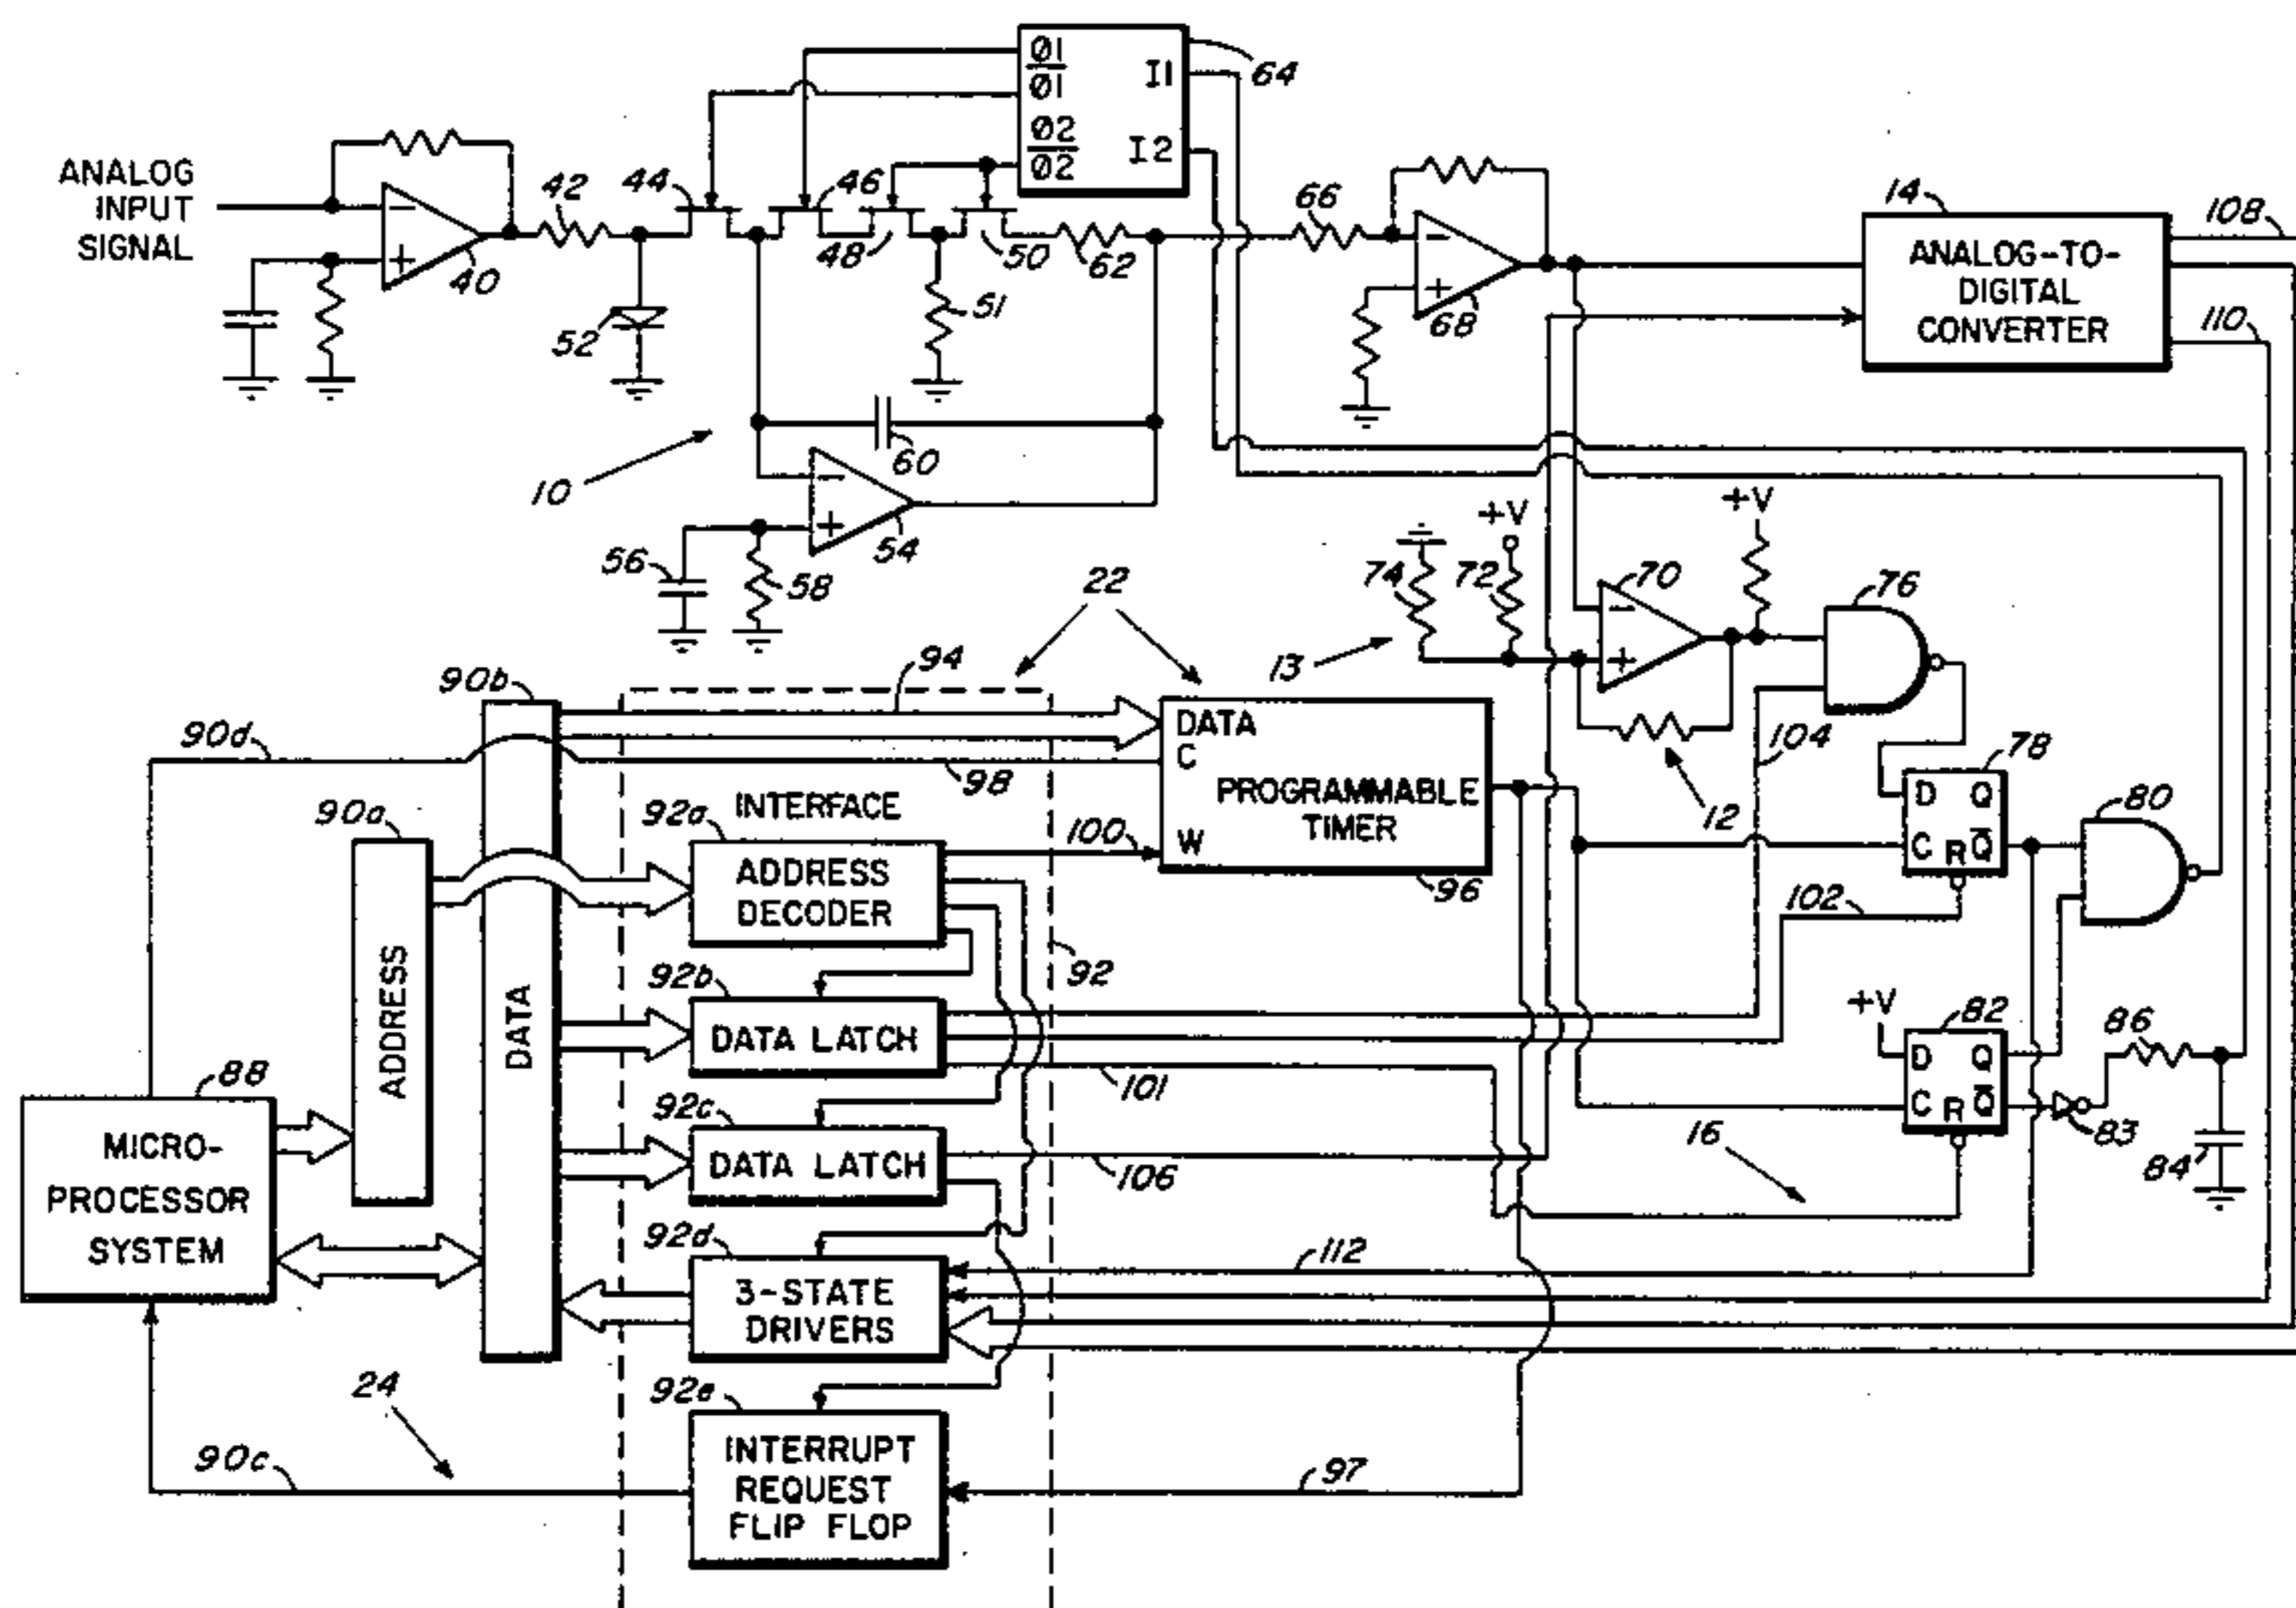 Ø1
Ø1
Ø2
Ø2
I1
I2
64
ANALOG
INPUT
SIGNAL
−
+
40
42
44
46
48
50
51
52
62
66
−
+
68
14
ANALOG-TO-
DIGITAL
CONVERTER
108
110
10
60
−
+
54
56
58
22
74
72
+V
+V
13
−
+
70
12
76
104
90b
94
90d
98
DATA
C
W
PROGRAMMABLE
TIMER
96
INTERFACE
90a
92a
ADDRESS
DECODER
100
92
78
D Q
C R Q̅
80
102
ADDRESS
DATA
92b
DATA LATCH
101
+V
82
D Q
C R Q̅
83
86
84
16
88
MICRO-
PROCESSOR
SYSTEM
92c
DATA LATCH
106
92d
3-STATE
DRIVERS
112
24
90c
92e
INTERRUPT
REQUEST
FLIP FLOP
97